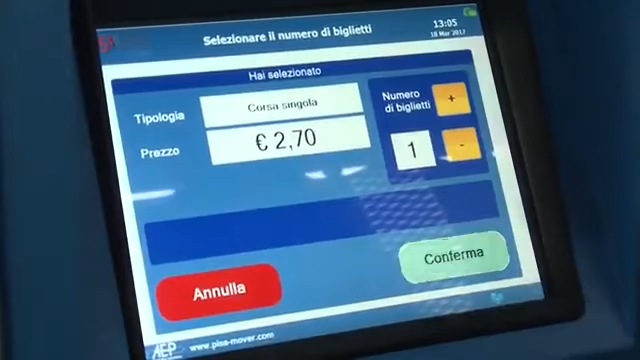 13:05
Selezionare il numero di biglietti
18 Mar 2017
Hai selezionato
Tipologia
Corsa singola
Numero
di biglietti
+
Prezzo
€ 2,70
1
-
Annulla
Conferma
AEP
www.pisa-mover.com